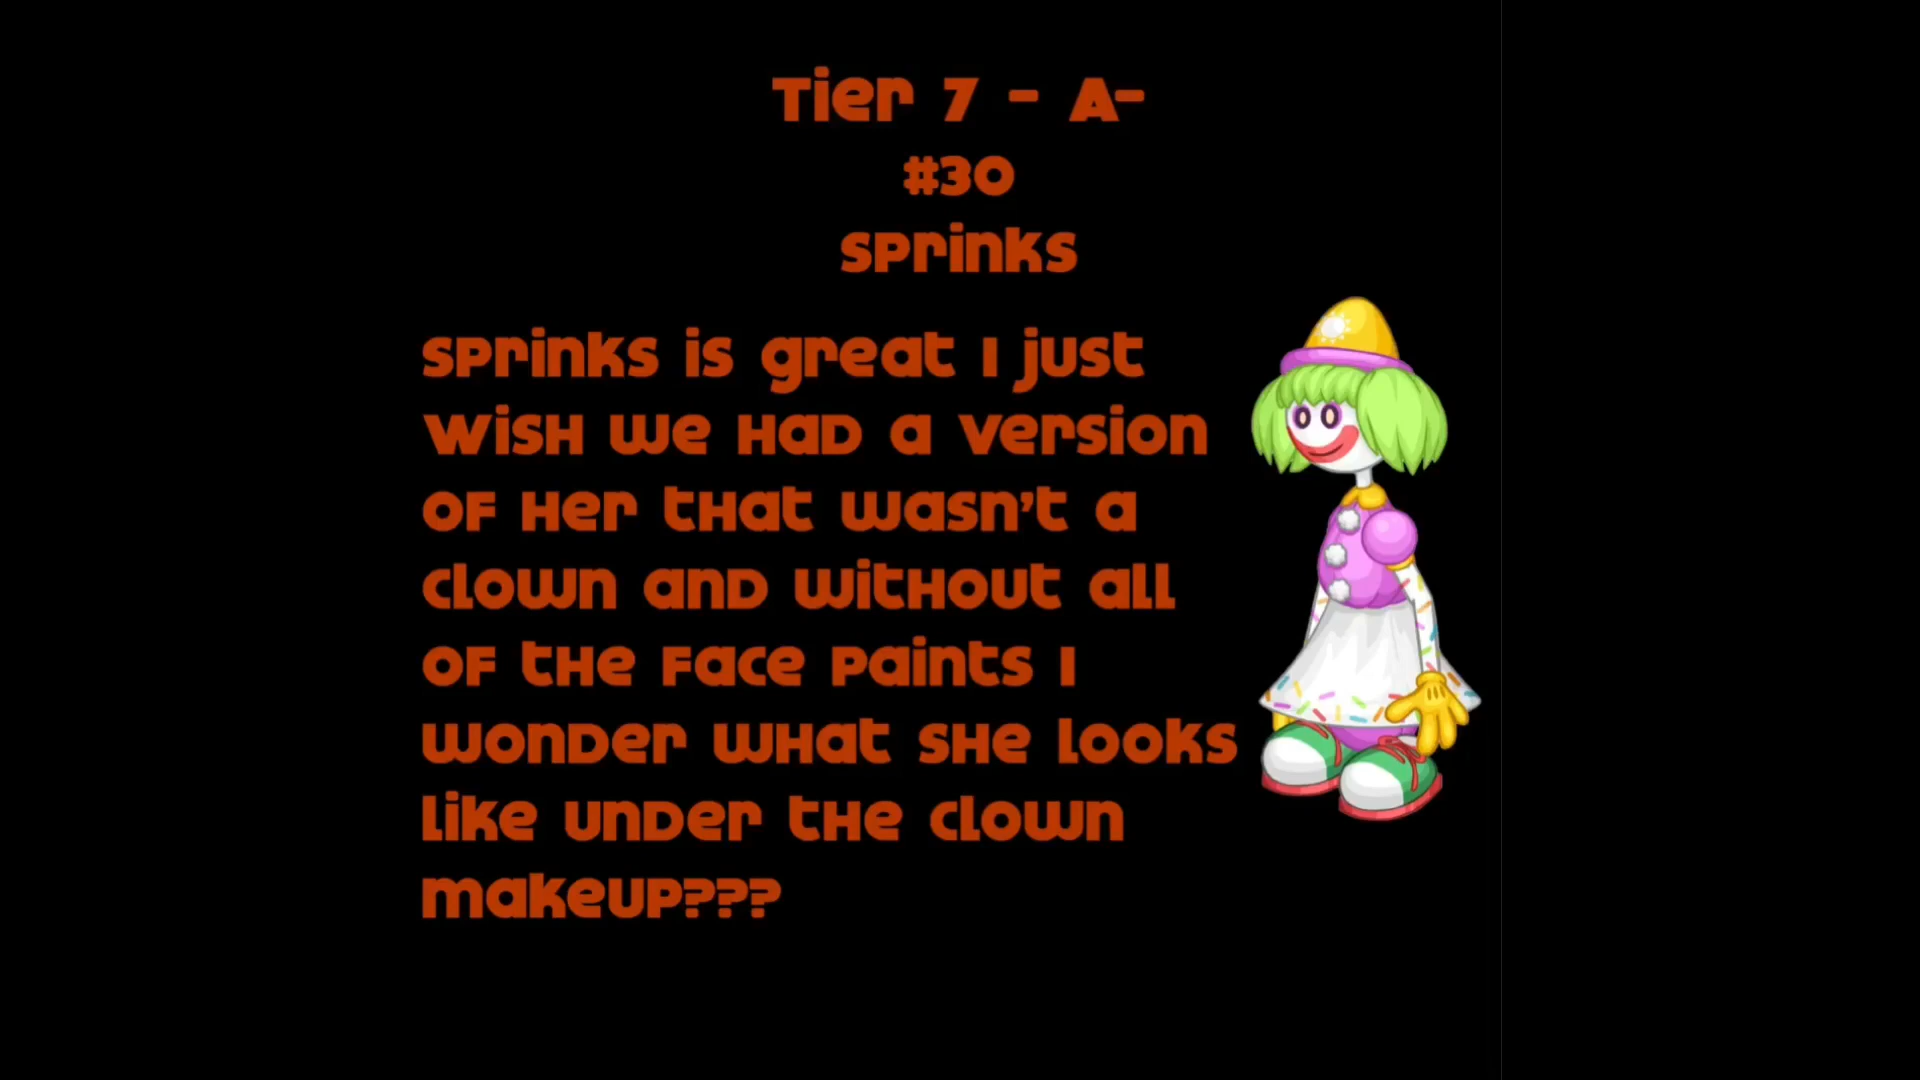 Tier 7 - A-
#30
Sprinks
Sprinks is great I just
wish we had a version
of her that wasn't a
clown and without all
of the face paints I
wonder what she looks
like under the clown
makeup???